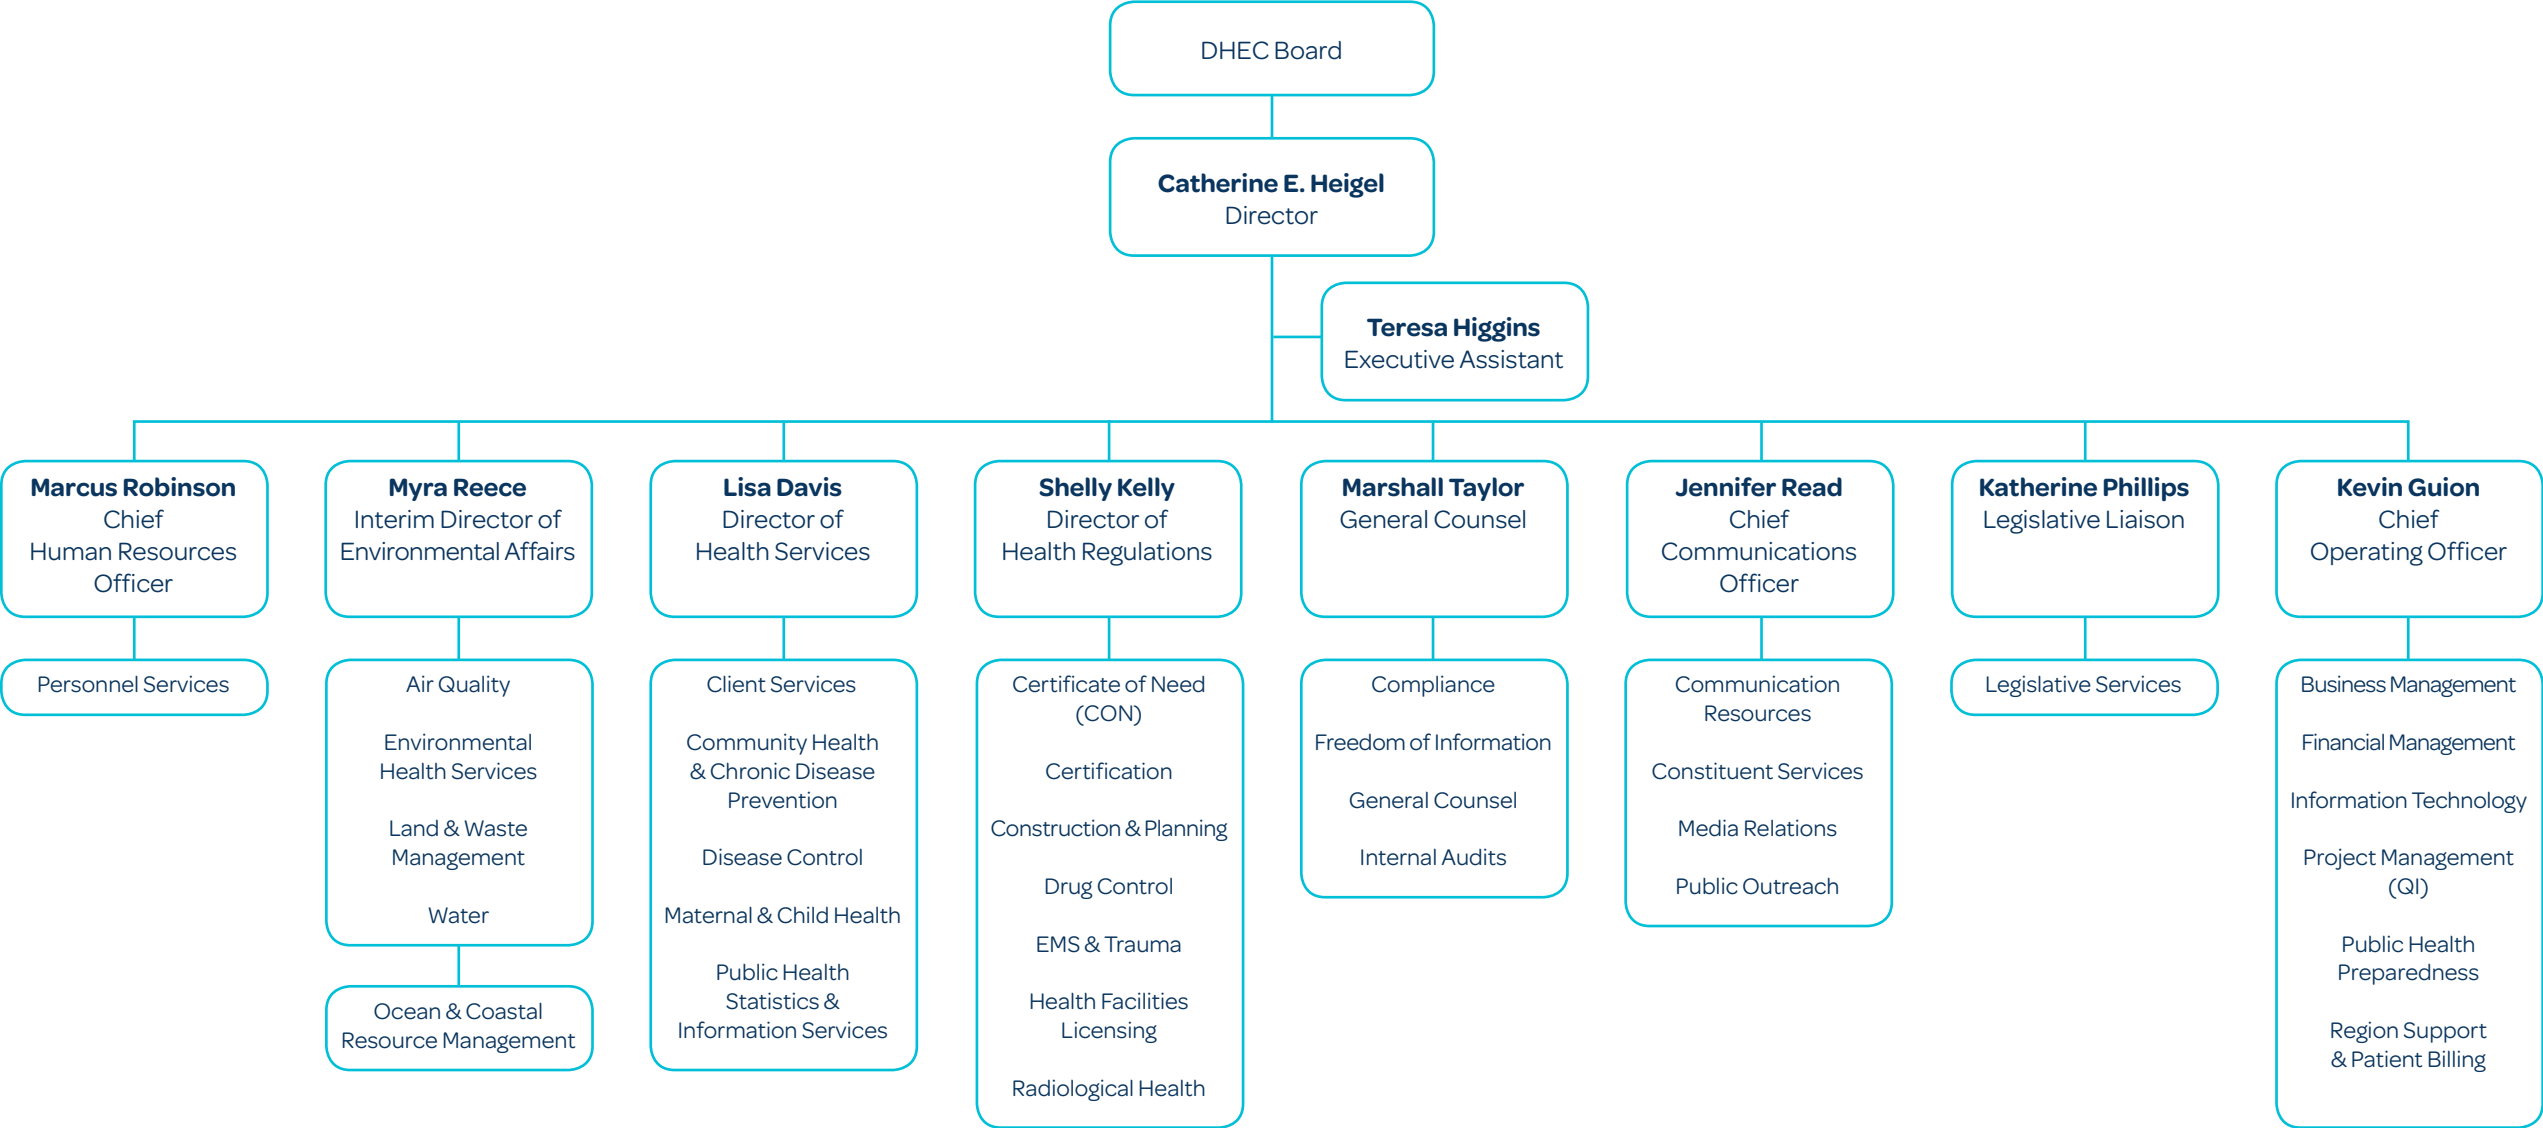 DHEC Board
Catherine E. Heigel
Director
Teresa Higgins
Executive Assistant
Marcus Robinson
Chief
Human Resources
Officer
Personnel Services
Myra Reece
Interim Director of
Environmental Affairs
Air Quality
Environmental
Health Services
Land & Waste
Management
Water
Ocean & Coastal
Resource Management
Lisa Davis
Director of
Health Services
Client Services
Community Health
& Chronic Disease
Prevention
Disease Control
Maternal & Child Health
Public Health
Statistics &
Information Services
Shelly Kelly
Director of
Health Regulations
Certificate of Need
(CON)
Certification
Construction & Planning
Drug Control
EMS & Trauma
Health Facilities
Licensing
Radiological Health
Marshall Taylor
General Counsel
Compliance
Freedom of Information
General Counsel
Internal Audits
Jennifer Read
Chief
Communications
Officer
Communication
Resources
Constituent Services
Media Relations
Public Outreach
Katherine Phillips
Legislative Liaison
Legislative Services
Kevin Guion
Chief
Operating Officer
Business Management
Financial Management
Information Technology
Project Management
(QI)
Public Health
Preparedness
Region Support
& Patient Billing